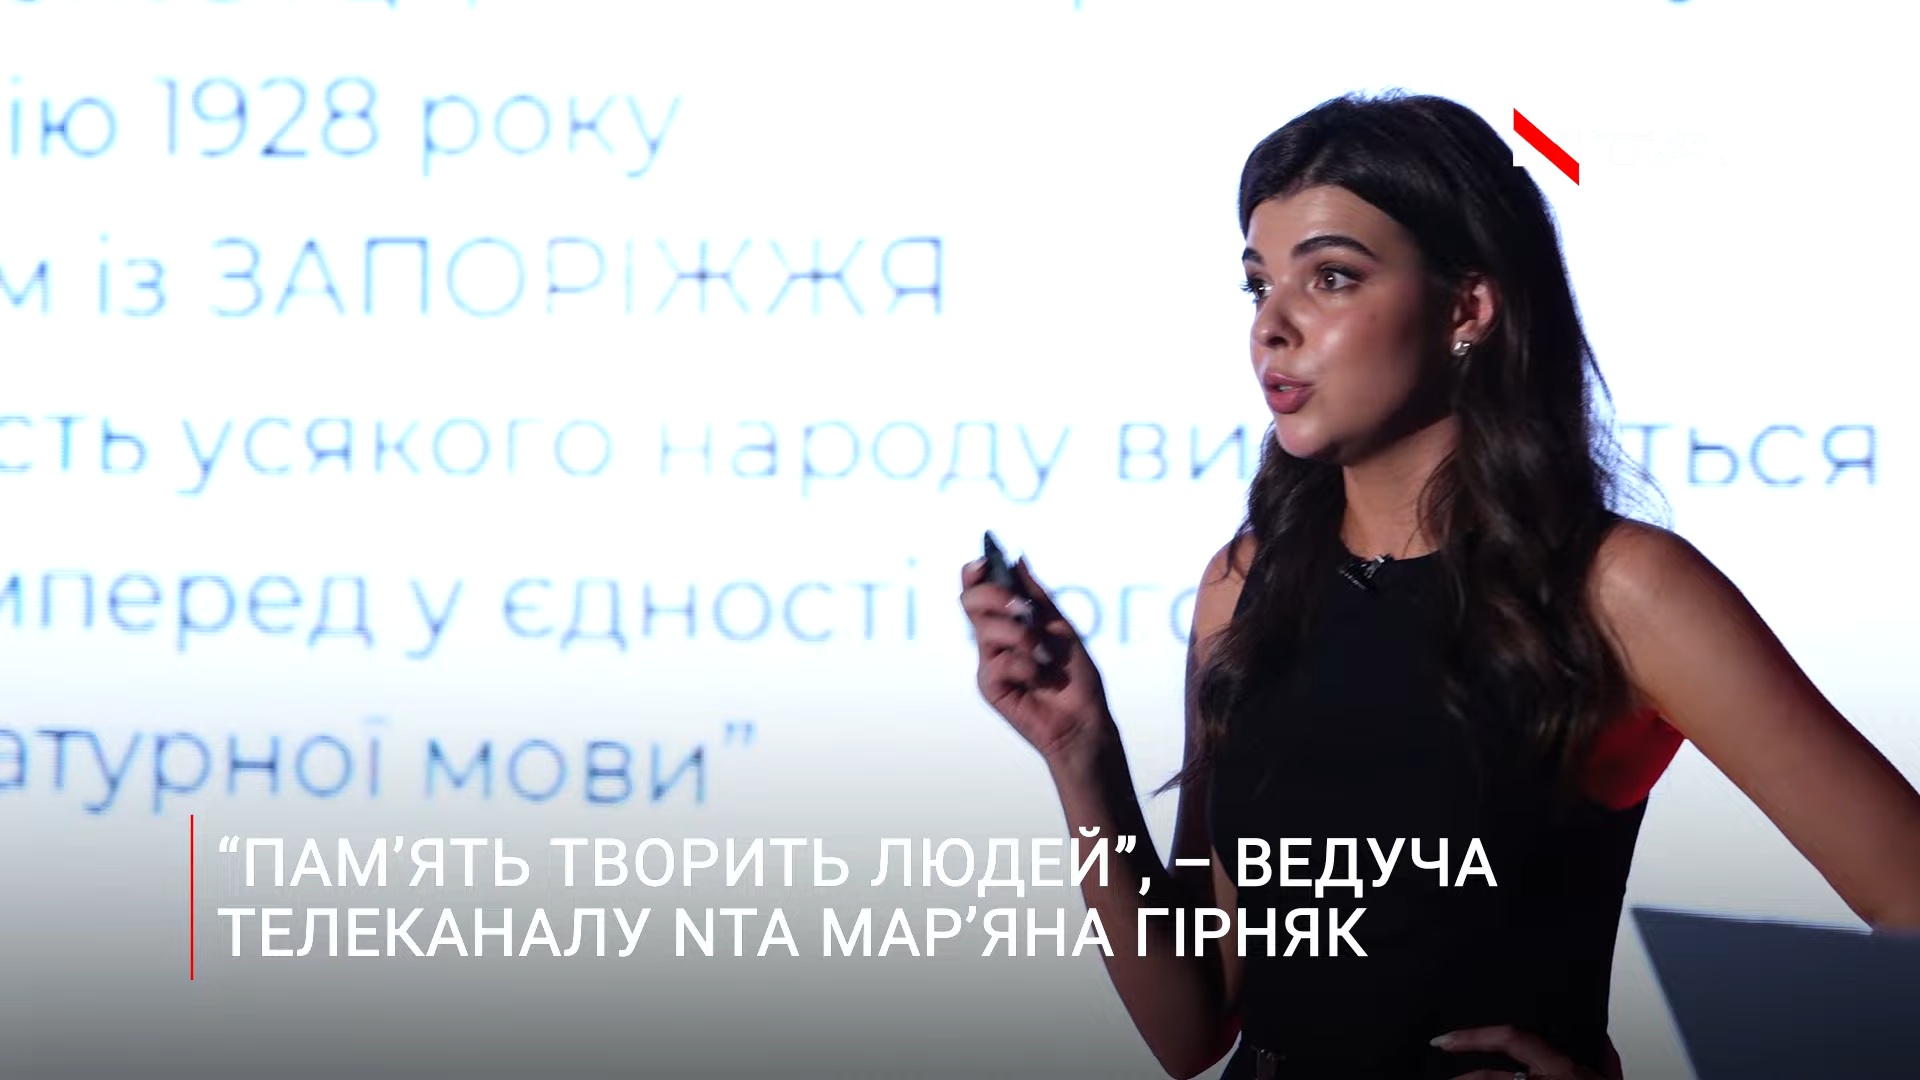 ію 1928 року
м із ЗАПОРІЖЖЯ
сть усякого народу ви ться
мперед у єдності
атурної мови”
“ПАМ’ЯТЬ ТВОРИТЬ ЛЮДЕЙ”, – ВЕДУЧА
ТЕЛЕКАНАЛУ NTA МАР’ЯНА ГІРНЯК